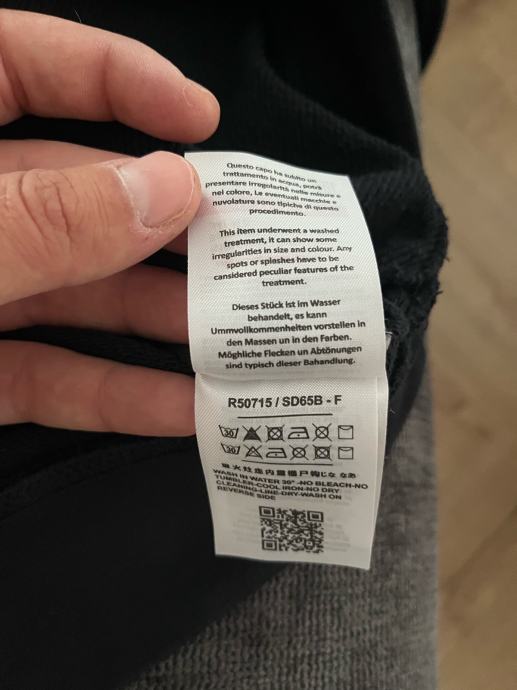 Questo capo ha subito un
trattamento in acqua, potrà
presentare irregolarità nelle misure e
nel colore, Le eventuali macchie e
nuvolature sono tipiche di questo
procedimento.
This item underwent a washed
treatment, it can show some
irregularities in size and colour. Any
spots or splashes have to be
cansidered peculiar features of the
treatment.
Dieses Stück ist im Wasser
behandelt, es kann
Ummvollkommenheiten vorstellen in
den Massen un in den Farben.
Mögliche Flecken un Abtönungen
sind typisch dieser Bahandlung.
R50715 / SD65B - F
30
30
WASH IN WATER 30° -NO BLEACH-NO
TUMBLER-COOL IRON-NO DRY
CLEANING-LINE-DRY-WASH ON
REVERSE SIDE